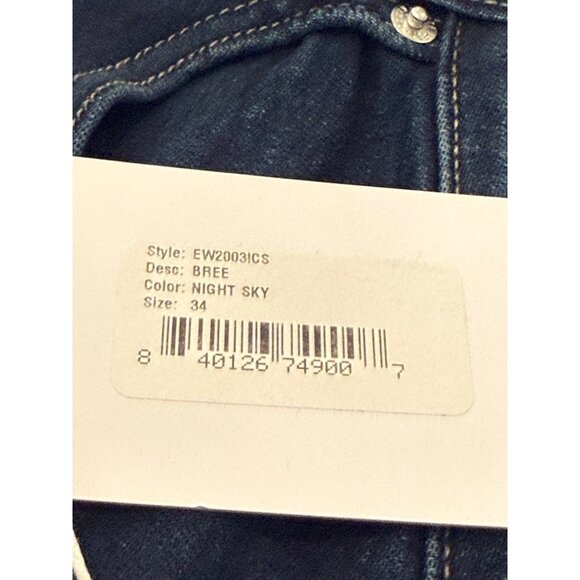 Style: EW2003ICS
Desc: BREE
Color: NIGHT SKY
Size: 34
8 40126 74900 7